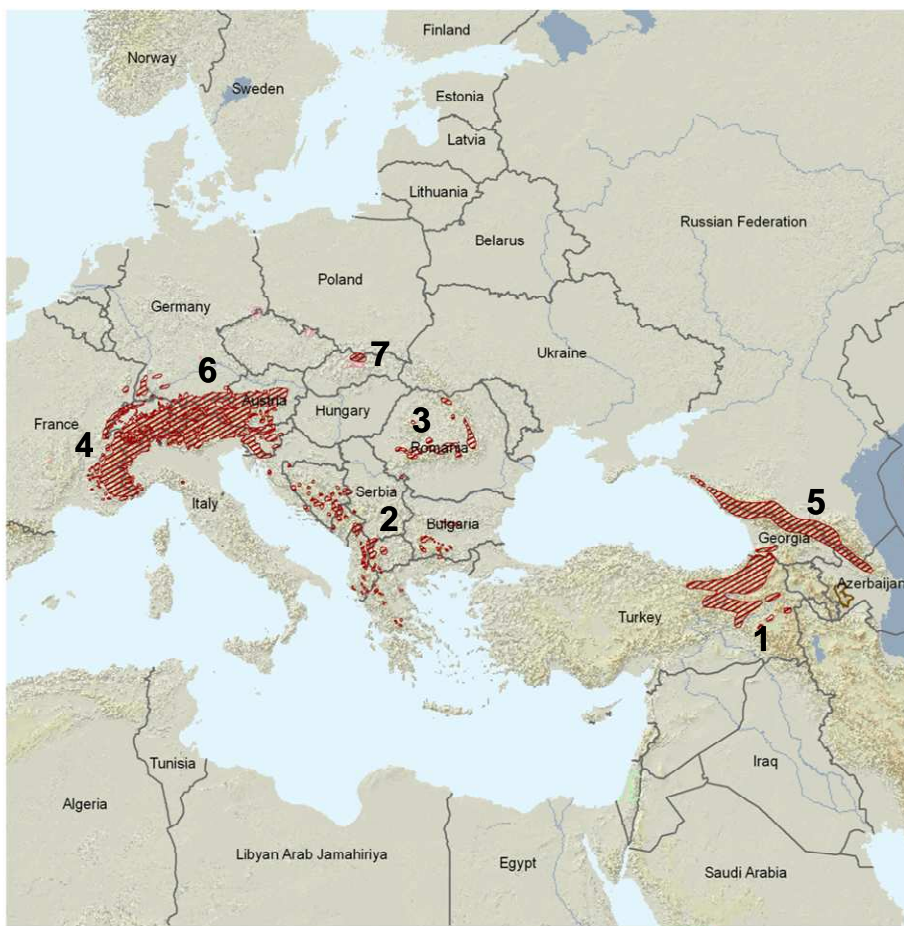 Finland
Norway
Sweden
Estonia
Latvia
Lithuania
Russian Federation
Belarus
Poland
Germany
Ukraine
7
6
Austria
Hungary
3
France
4
Romania
Serbia
5
Italy
2
Bulgaria
Georgia
Azerbaijan
Turkey
1
Tunisia
Iraq
Algeria
Libyan Arab Jamahiriya
Egypt
Saudi Arabia